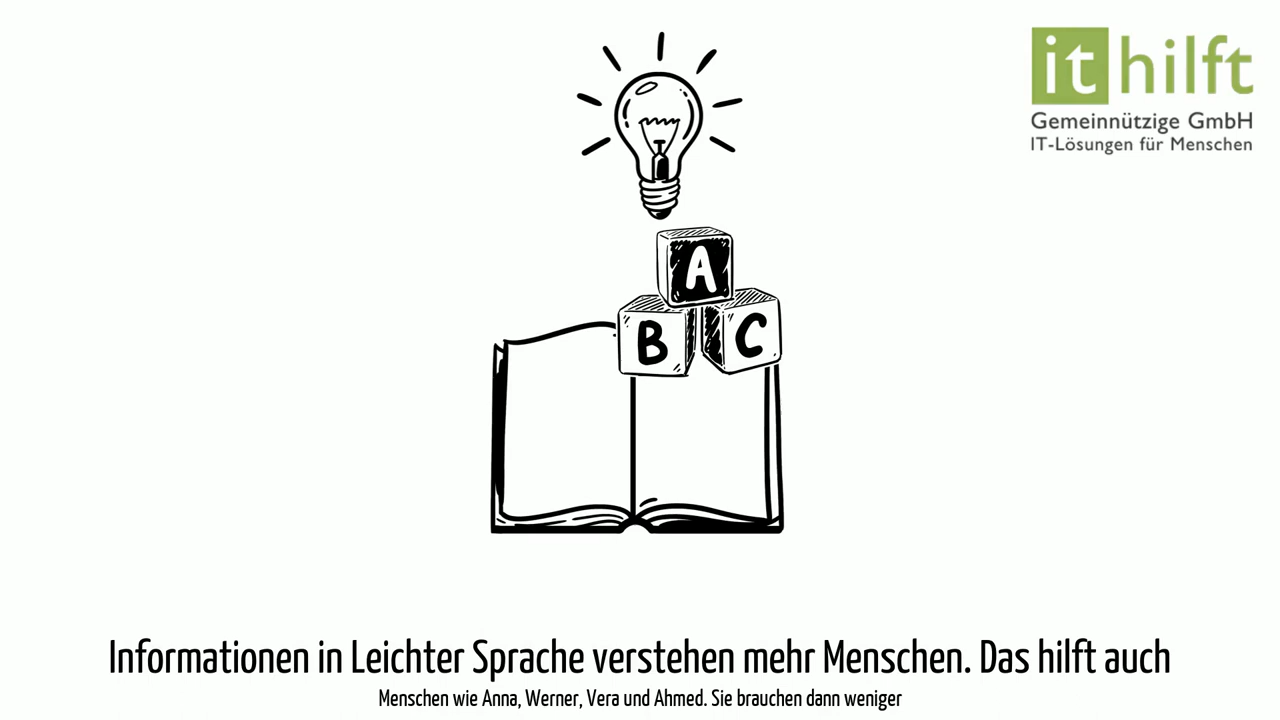 it hilft
Gemeinnützige GmbH
IT-Lösungen für Menschen
A
B C
Informationen in Leichter Sprache verstehen mehr Menschen. Das hilft auch
Menschen wie Anna, Werner, Vera und Ahmed. Sie brauchen dann weniger